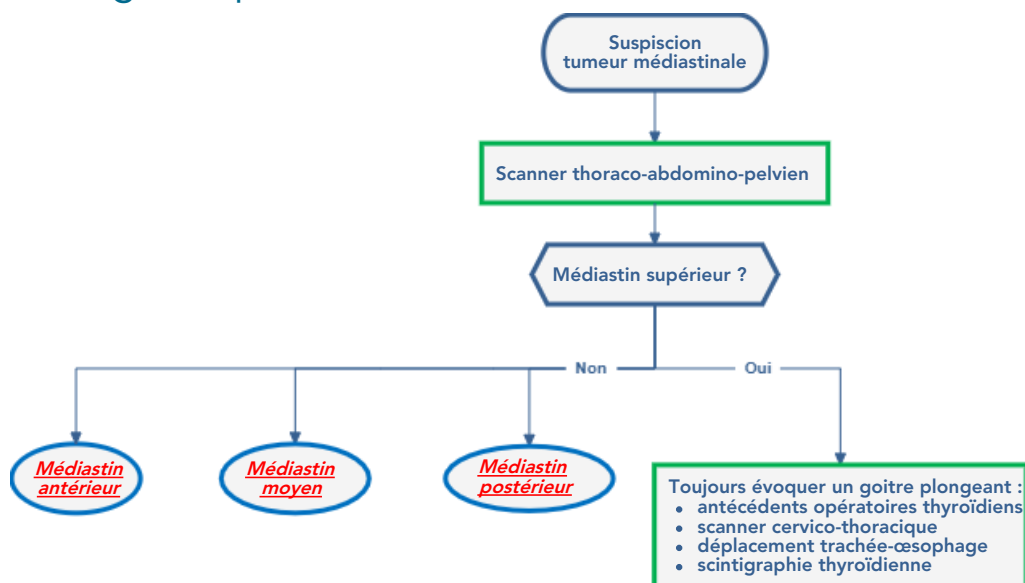 Suspiscion
tumeur médiastinale
Scanner thoraco-abdomino-pelvien
Médiastin supérieur ?
Non
Oui
Médiastin
antérieur
Médiastin
moyen
Médiastin
postérieur
Toujours évoquer un goitre plongeant :
• antécédents opératoires thyroïdiens
• scanner cervico-thoracique
• déplacement trachée-œsophage
• scintigraphie thyroïdienne